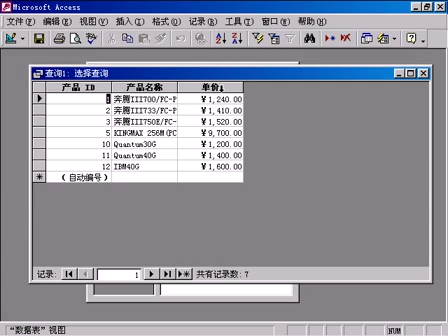 Microsoft Access
文件(F) 编辑(E) 视图(V) 插入(I) 格式(O) 记录(R) 工具(T) 窗口(W) 帮助(H)
查询1: 选择查询
产品 ID 产品名称 单价
1 奔腾III700/FC-P ￥1,240.00
2 奔腾III733/FC-P ￥1,410.00
3 奔腾III750E/FC- ￥1,520.00
5 KINGMAX 256M(PC ￥9,700.00
10 Quantum30G ￥1,200.00
11 Quantum40G ￥1,400.00
12 IBM40G ￥1,600.00
(自动编号)
记录: 1 共有记录数: 7
“数据表”视图 NUM